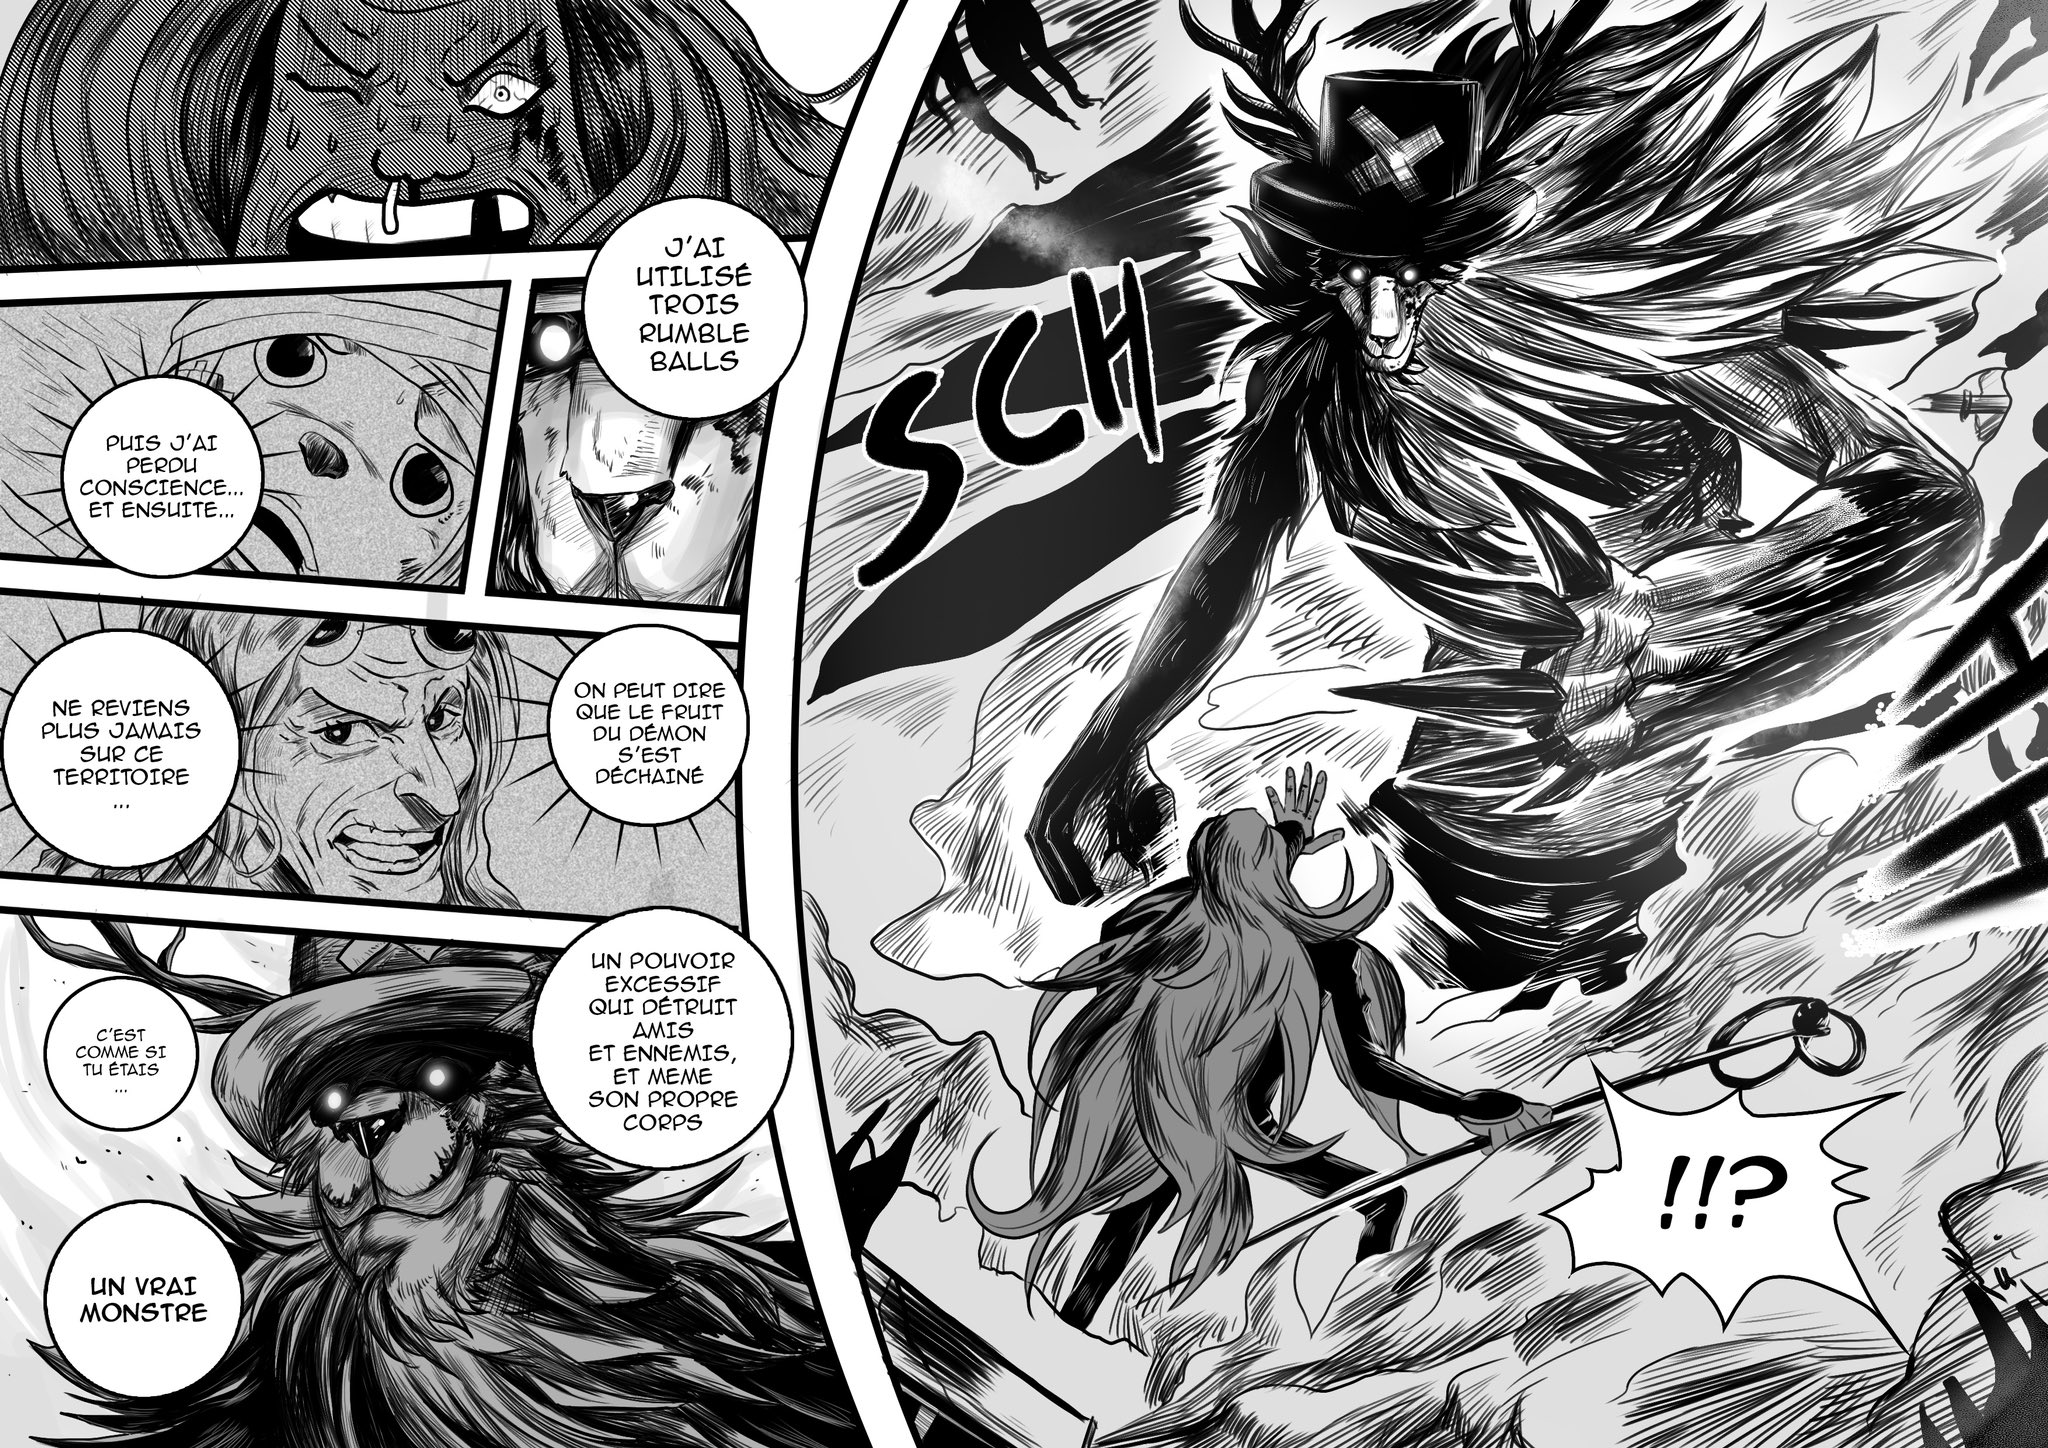 SCH
!!?
J'AI
UTILISÉ
TROIS
RUMBLE
BALLS
PUIS J'AI
PERDU
CONSCIENCE...
ET ENSUITE...
ON PEUT DIRE
QUE LE FRUIT
DU DÉMON
S'EST
DÉCHAINÉ
NE REVIENS
PLUS JAMAIS
SUR CE
TERRITOIRE
...
UN POUVOIR
EXCESSIF
QUI DÉTRUIT
AMIS
ET ENNEMIS,
ET MEME
SON PROPRE
CORPS
C'EST
COMME SI
TU ÉTAIS
...
UN VRAI
MONSTRE